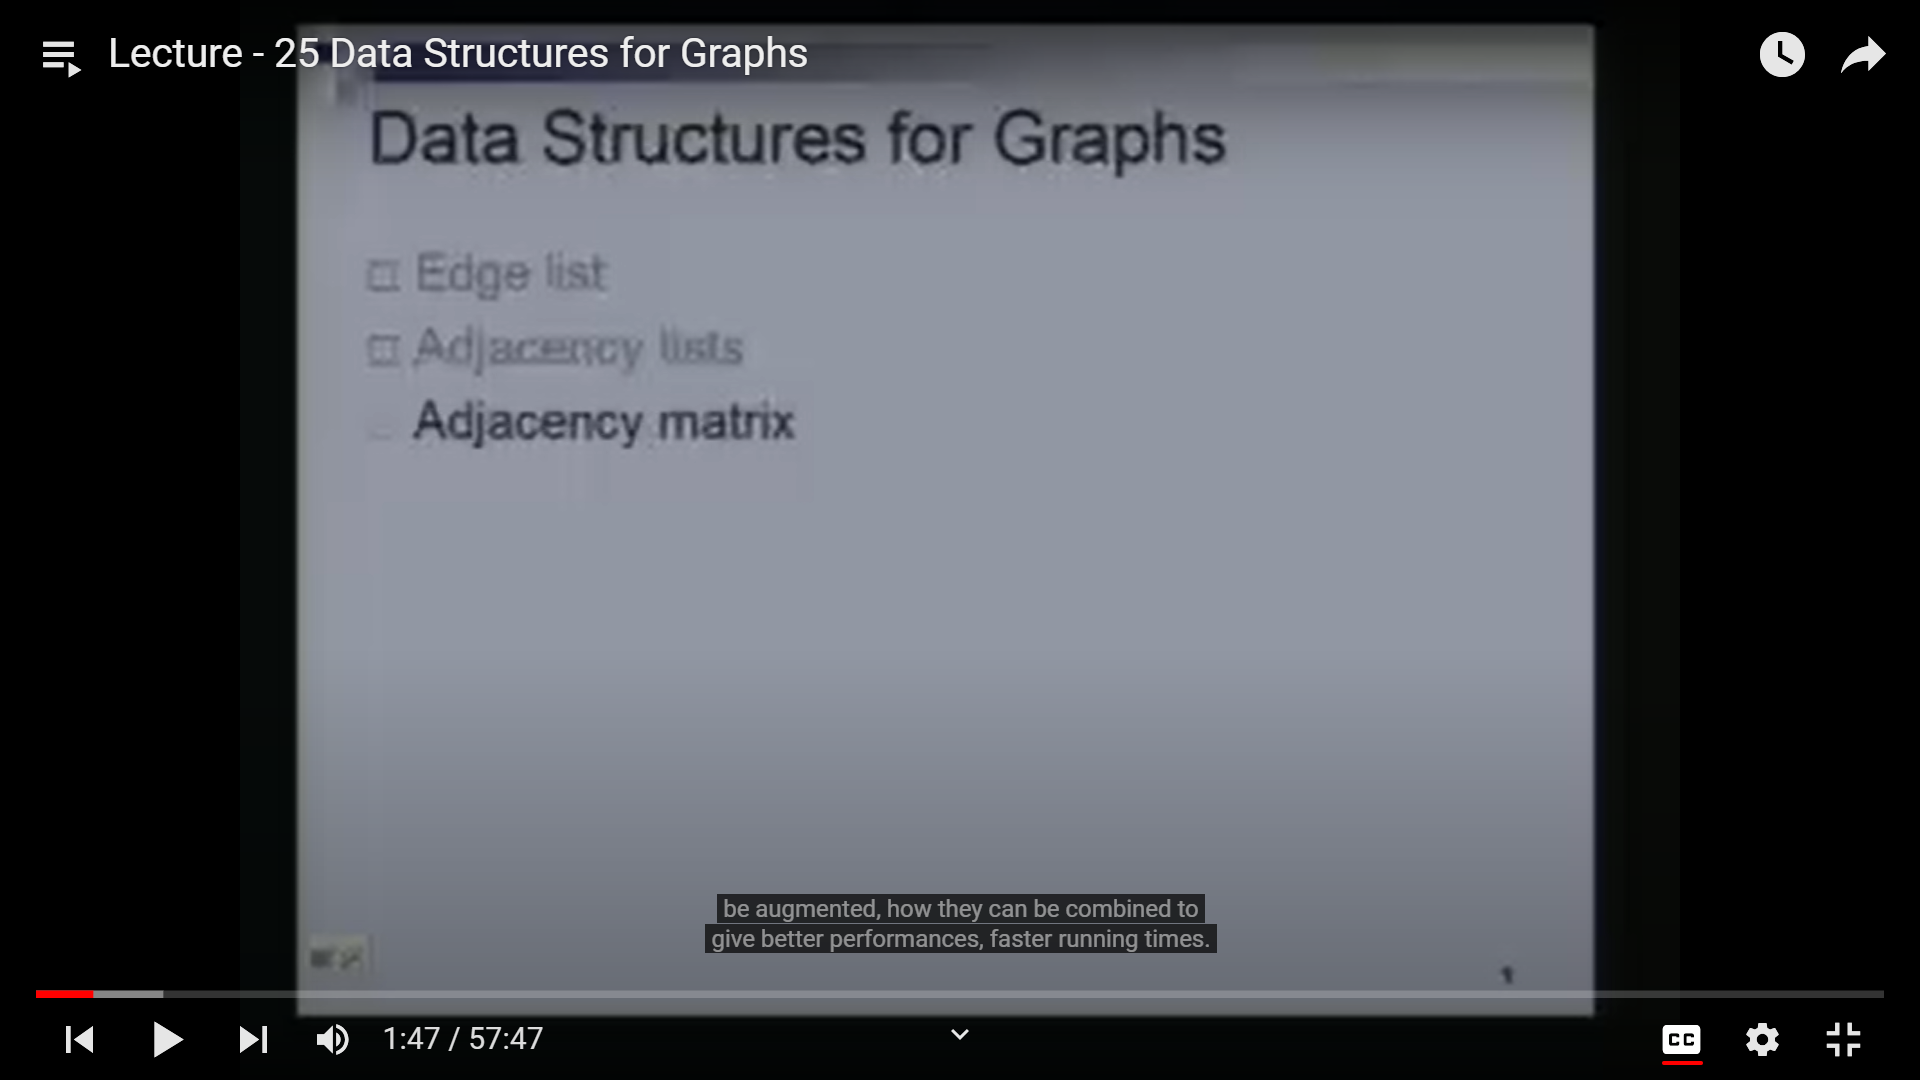 Lecture - 25 Data Structures for Graphs
Data Structures for Graphs
Edge list
Adjacency lists
Adjacency matrix
be augmented, how they can be combined to
give better performances, faster running times.
1
1:47 / 57:47
CC